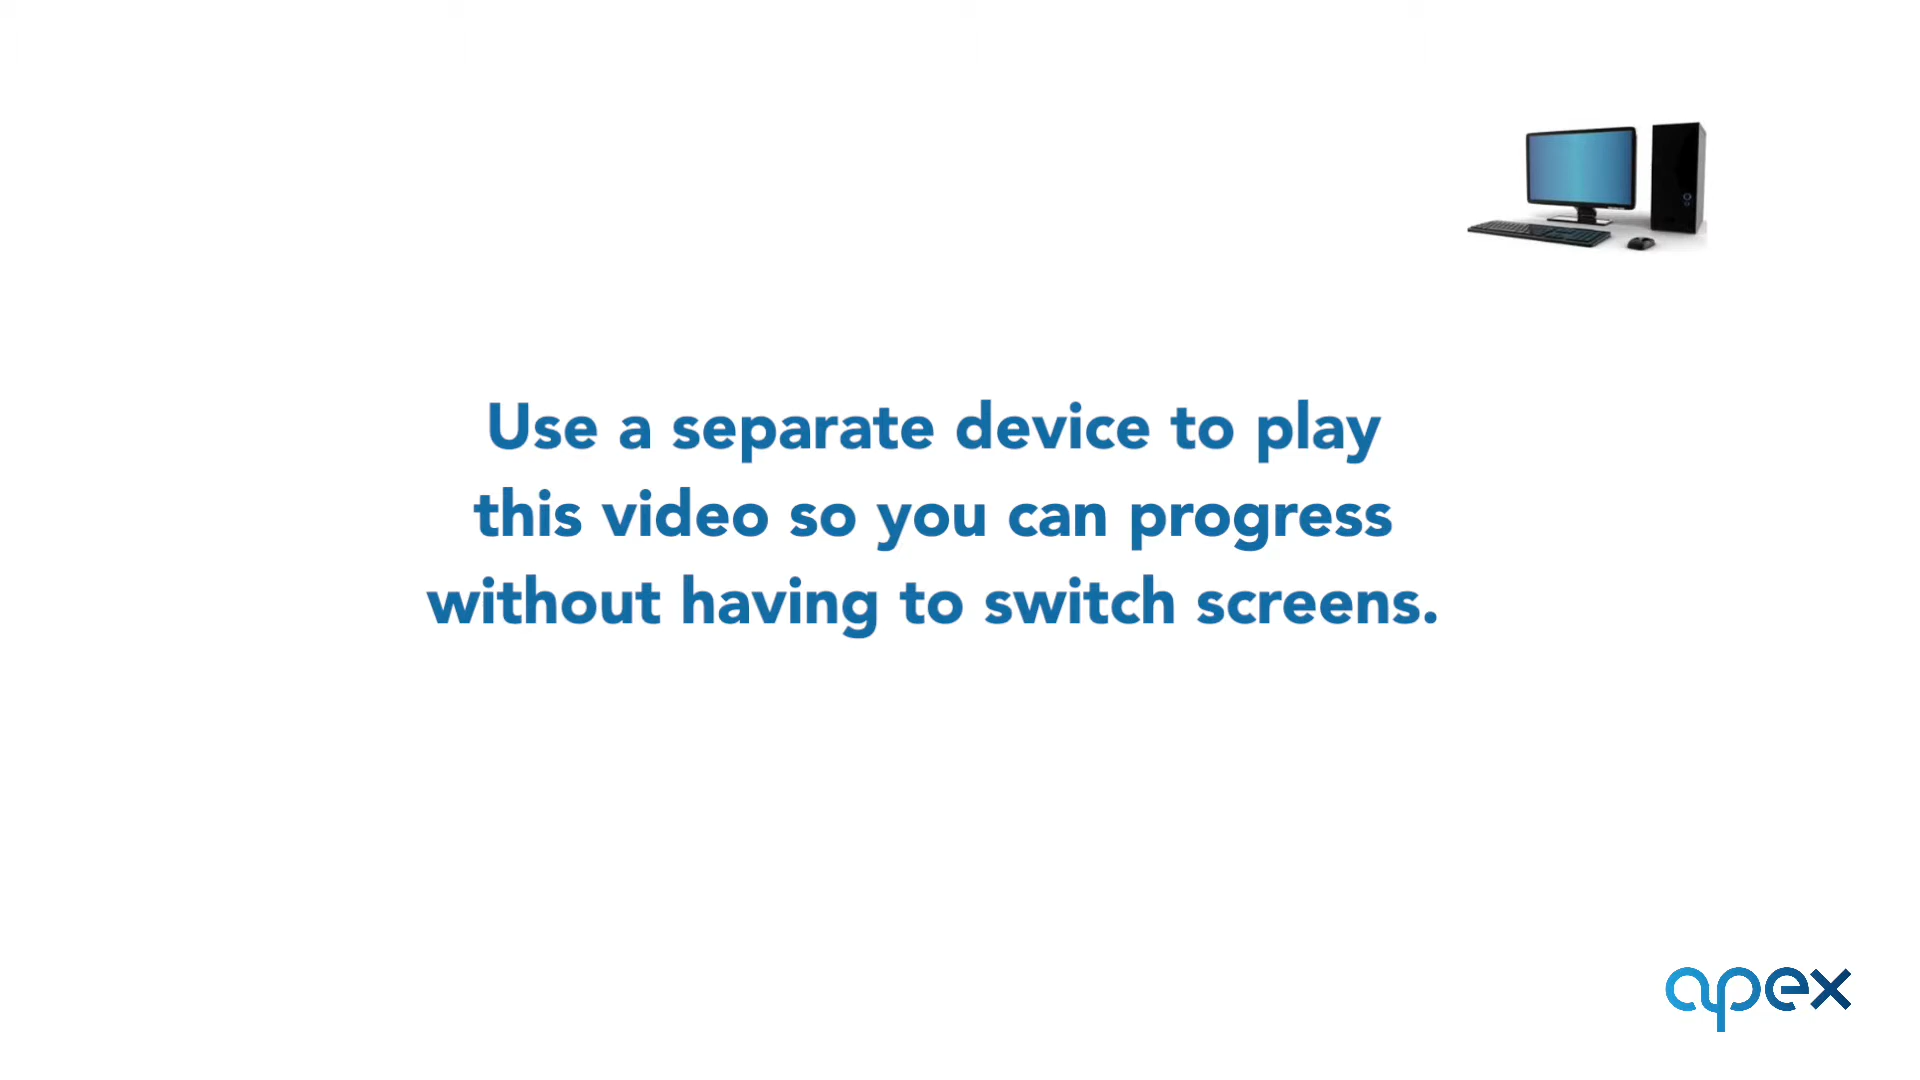 Use a separate device to play
this video so you can progress
without having to switch screens.
apex